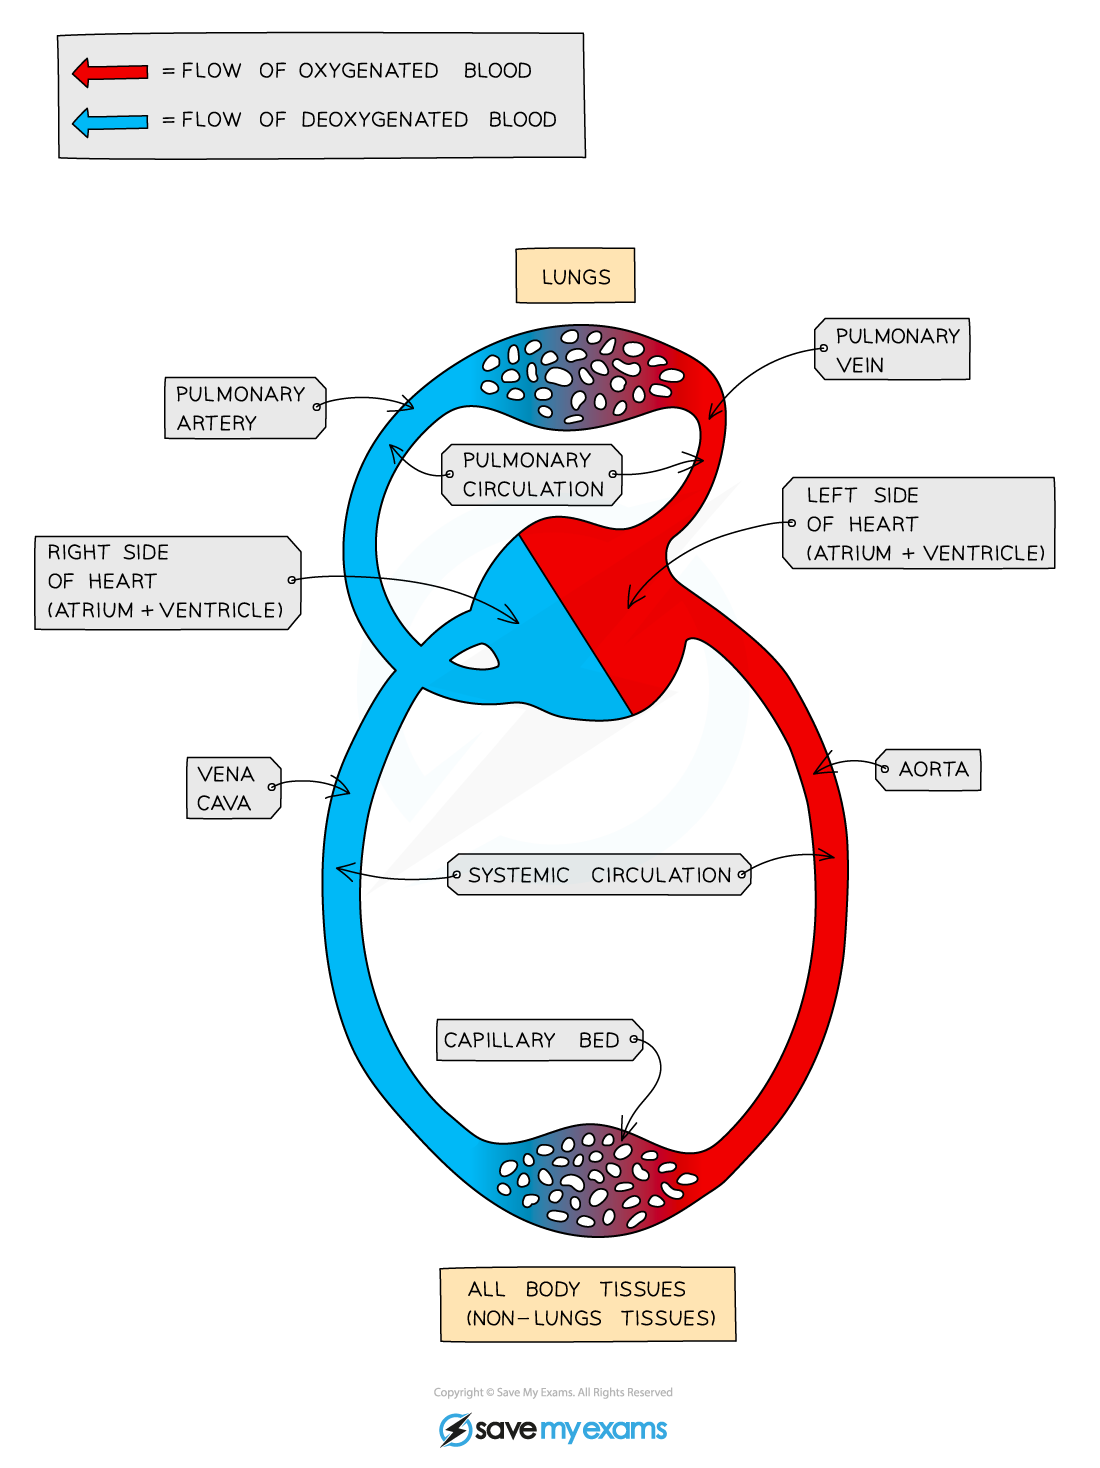 = FLOW OF OXYGENATED BLOOD
= FLOW OF DEOXYGENATED BLOOD
LUNGS
PULMONARY
VEIN
PULMONARY
ARTERY
PULMONARY
CIRCULATION
LEFT SIDE
OF HEART
(ATRIUM + VENTRICLE)
RIGHT SIDE
OF HEART
(ATRIUM + VENTRICLE)
VENA
CAVA
AORTA
SYSTEMIC CIRCULATION
CAPILLARY BED
ALL BODY TISSUES
(NON-LUNGS TISSUES)
Copyright © Save My Exams. All Rights Reserved
save my exams